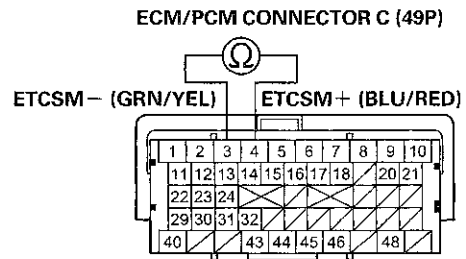 ECM/PCM CONNECTOR C (49P)
Ω
ETCSM− (GRN/YEL) ETCSM+ (BLU/RED)
1 2 3 4 5 6 7 8 9 10
11 12 13 14 15 16 17 18 20 21
22 23 24
29 30 31 32
40 43 44 45 46 48